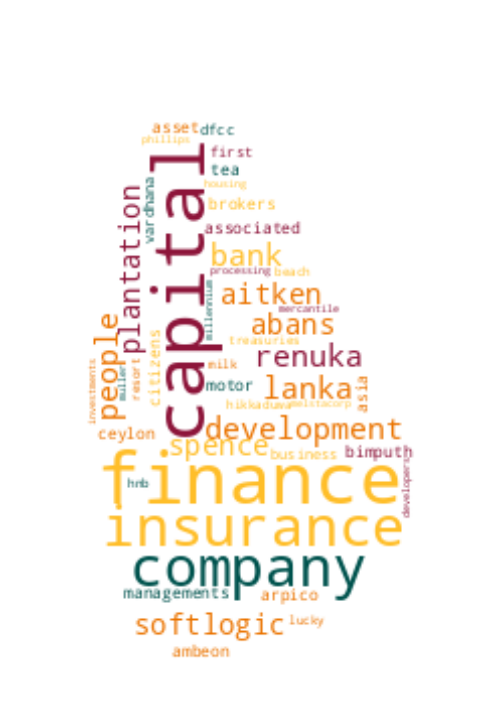 asset
dfcc
phillips
first
capital
tea
housing
vardhana
plantation
brokers
associated
bank
processing
beach
aitken
millennium
mercantile
abans
people
treasuries
citizens
renuka
investments
muller
resort
milk
motor
lanka
asia
hikkaduwa
melstacorp
ceylon
development
spence
business
bimputh
finance
hnb
developers
insurance
company
managements
arpico
softlogic
lucky
ambeon